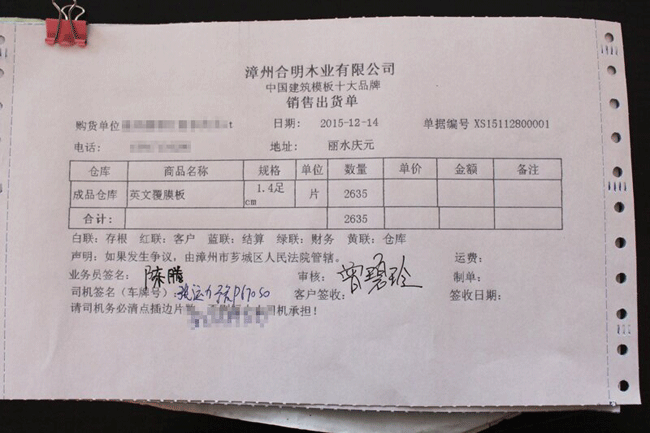 漳州合明木业有限公司
中国建筑模板十大品牌
销售出货单
购货单位 t 日期: 2015-12-14 单据编号 XS15112800001
电话: 地址: 丽水庆元
仓库 商品名称 规格 单位 数量 单价 金额 备注
成品仓库 英文覆膜板 1.4足cm 片 2635
合计: 2635
白联: 存根 红联: 客户 蓝联: 结算 绿联: 财务 黄联: 仓库
声明: 如果发生争议, 由漳州市芗城区人民法院管辖。 运费:
业务员签名: 陈腊 审核: 曾碧玲 制单:
司机签名(车牌号): 客户签收: 签收日期:
请司机务必清点插边片数, 司机承担!